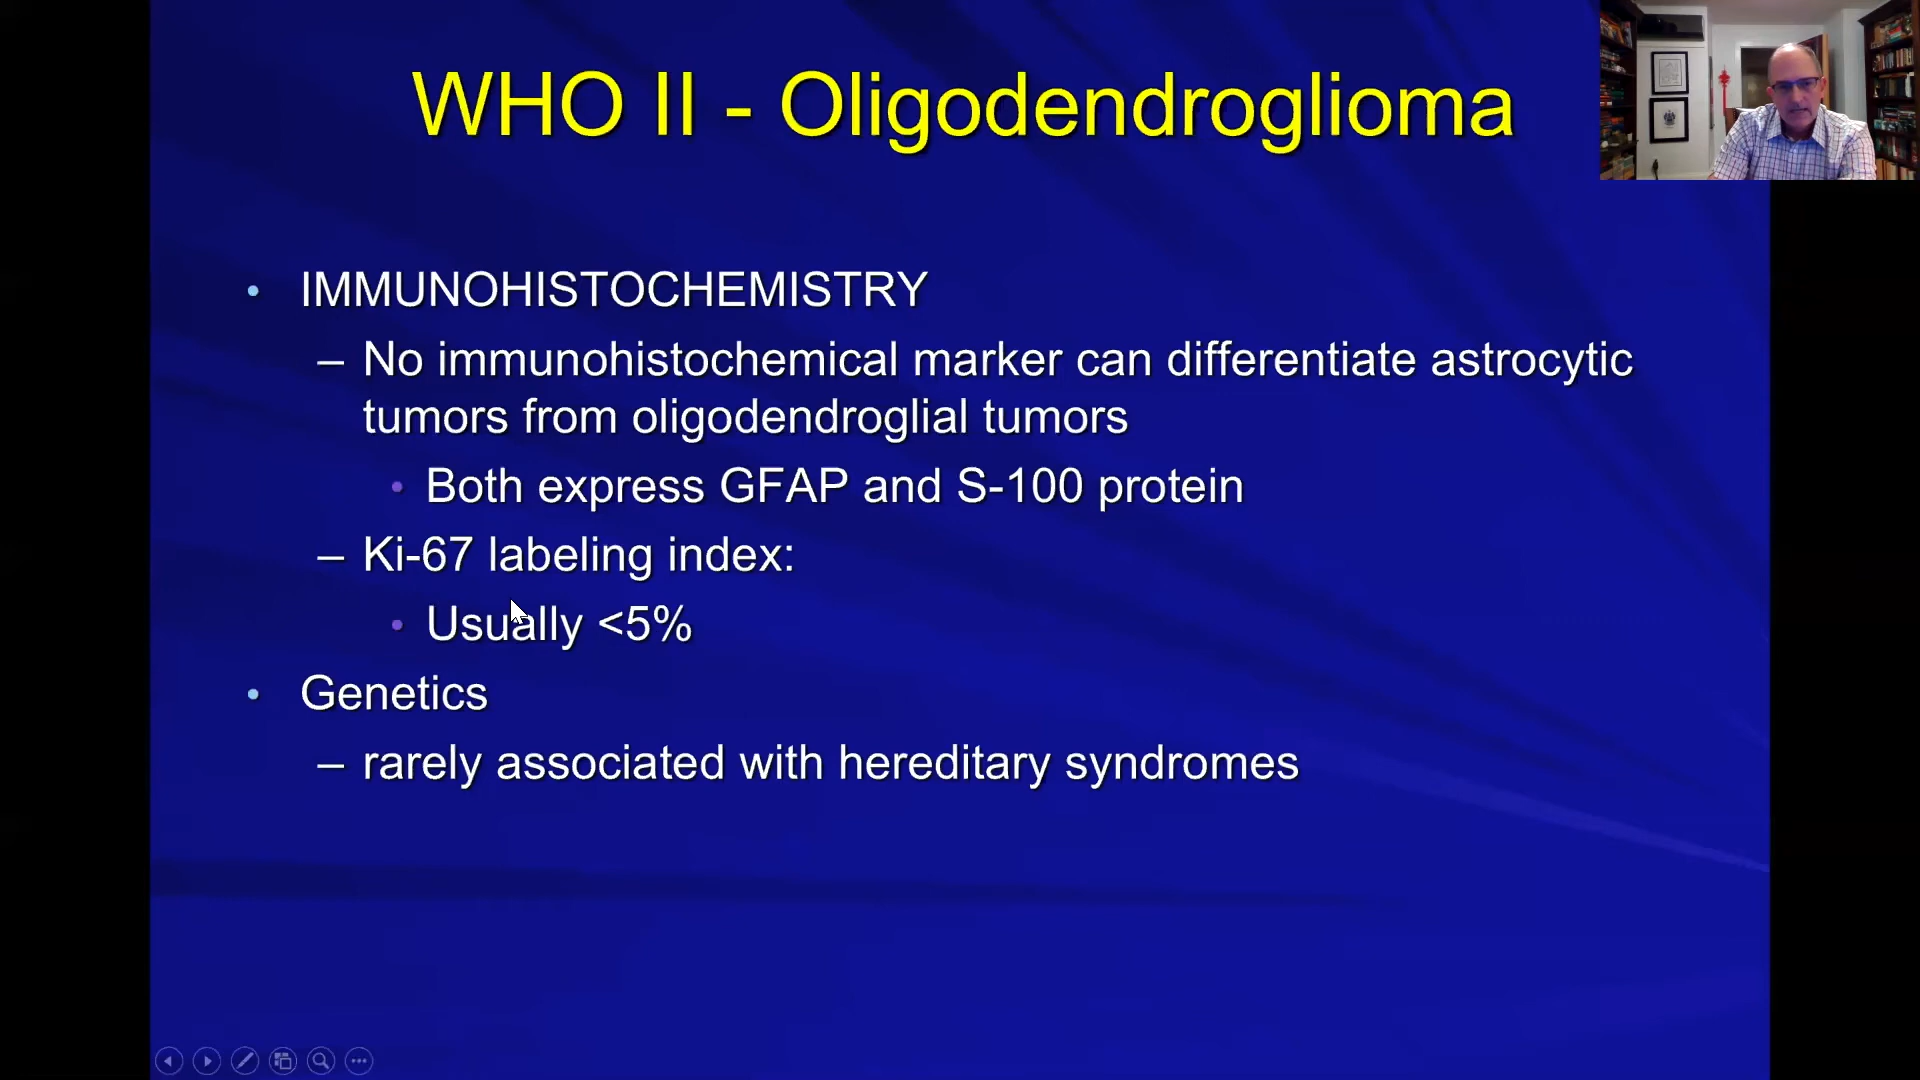 WHO II - Oligodendroglioma
• IMMUNOHISTOCHEMISTRY
– No immunohistochemical marker can differentiate astrocytic
tumors from oligodendroglial tumors
• Both express GFAP and S-100 protein
– Ki-67 labeling index:
• Usually <5%
• Genetics
– rarely associated with hereditary syndromes